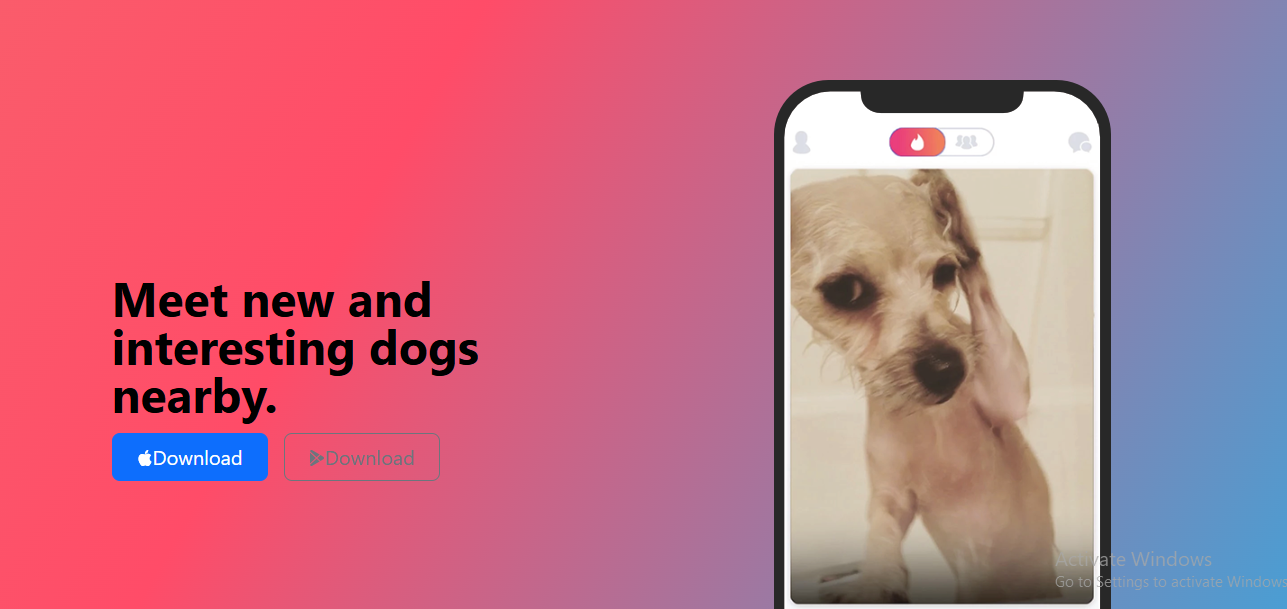 Meet new and
interesting dogs
nearby.
Download
Download
Activate Windows
Go to Settings to activate Windows